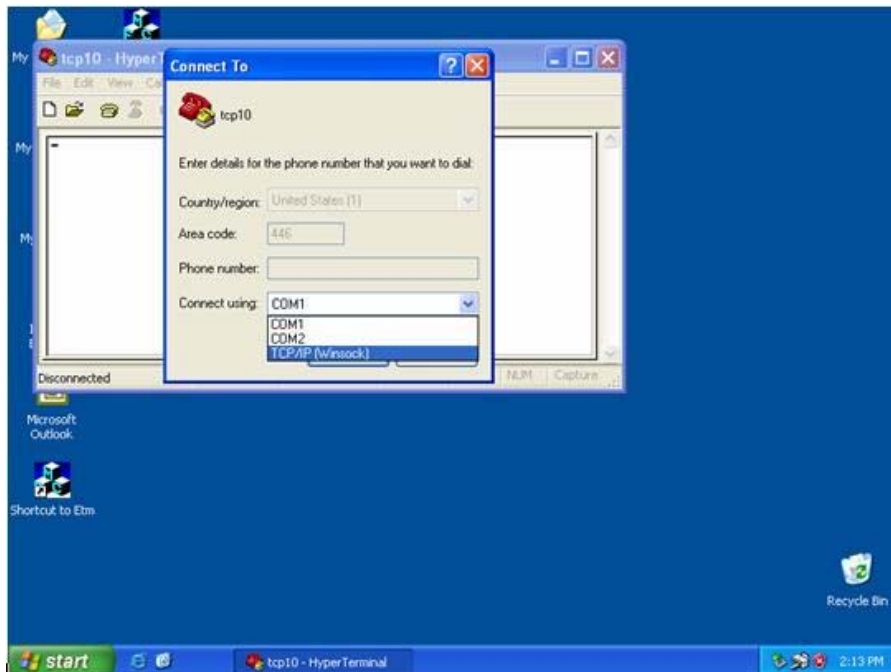 My
tcp10 - HyperT
Connect To
File Edit View Ca
tcp10
My
Enter details for the phone number that you want to dial:
Country/region: United States (1)
Area code: 446
My
Phone number:
Connect using: COM1
COM1
COM2
TCP/IP (Winsock)
Disconnected
NUM
Capture
Microsoft
Outlook
Shortcut to Etm
Recycle Bin
start
tcp10 - HyperTerminal
2:13 PM